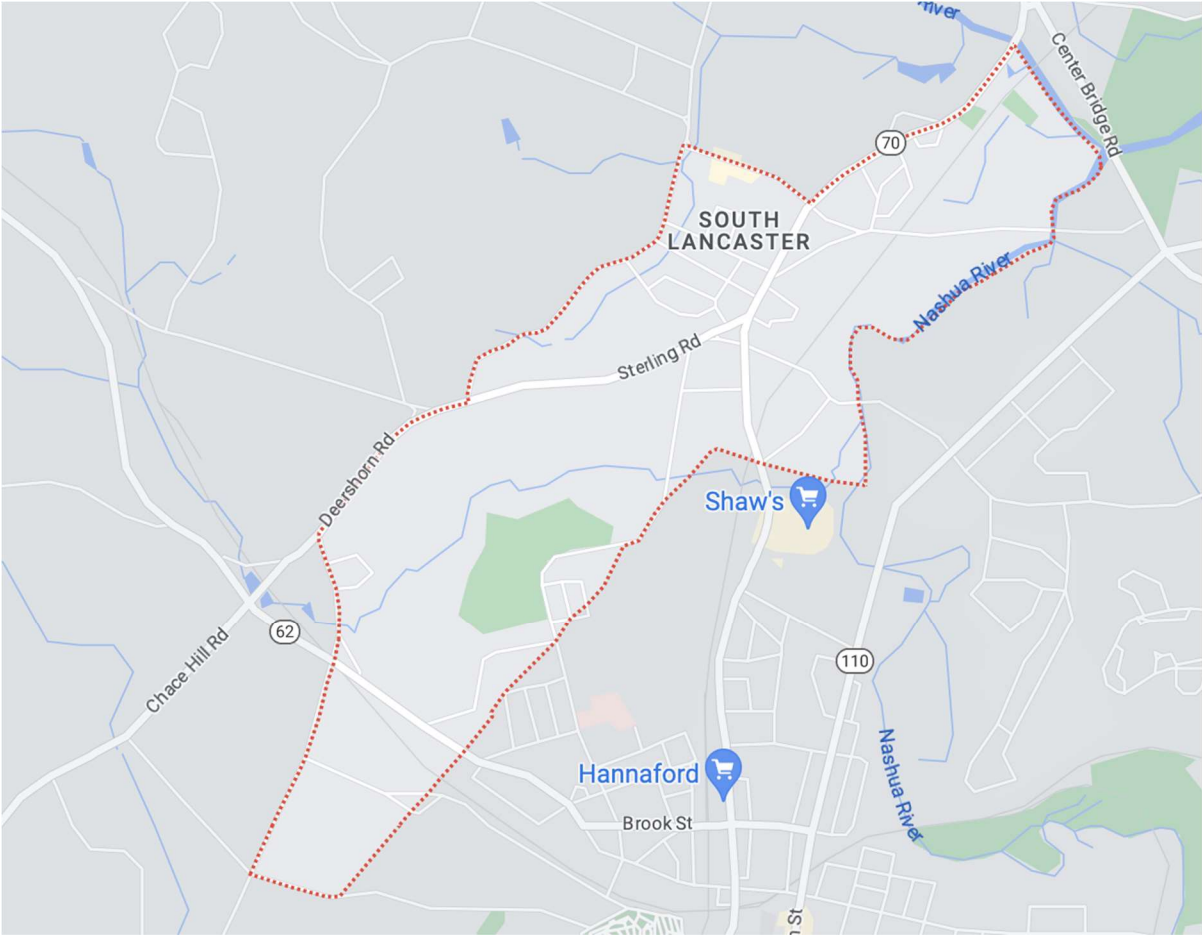 River
Center Bridge Rd
70
SOUTH
LANCASTER
Nashua River
Sterling Rd
Deershorn Rd
Shaw's
62
Chace Hill Rd
110
Nashua River
Hannaford
Brook St
St